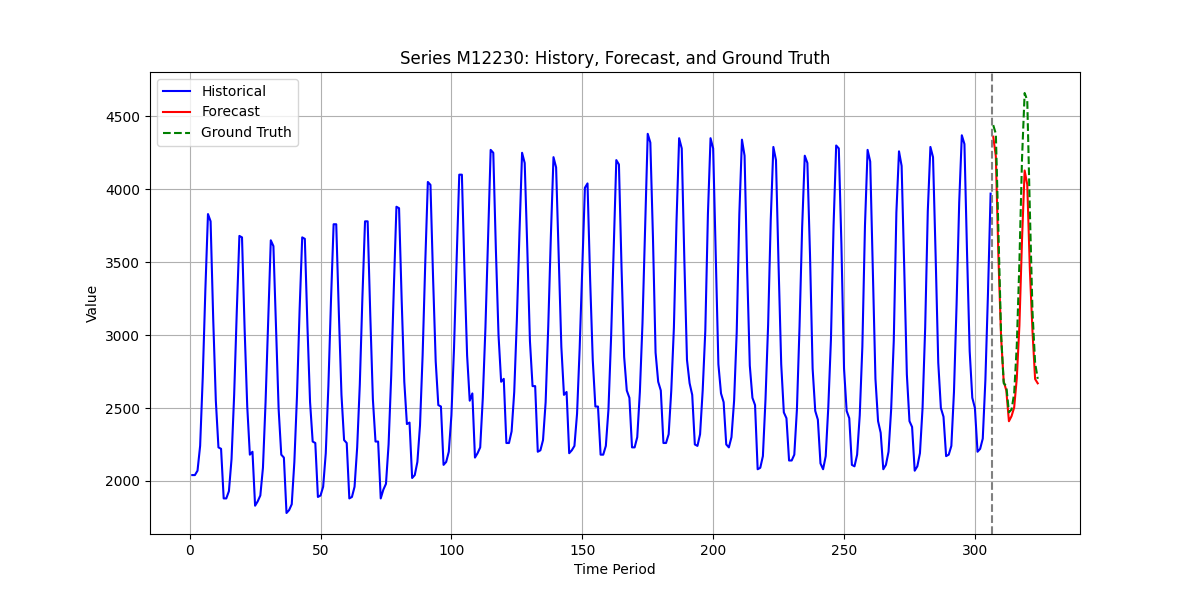 Series M12230: History, Forecast, and Ground Truth
Historical
Forecast
Ground Truth
4500
4000
3500
3000
2500
2000
Value
0 50 100 150 200 250 300
Time Period